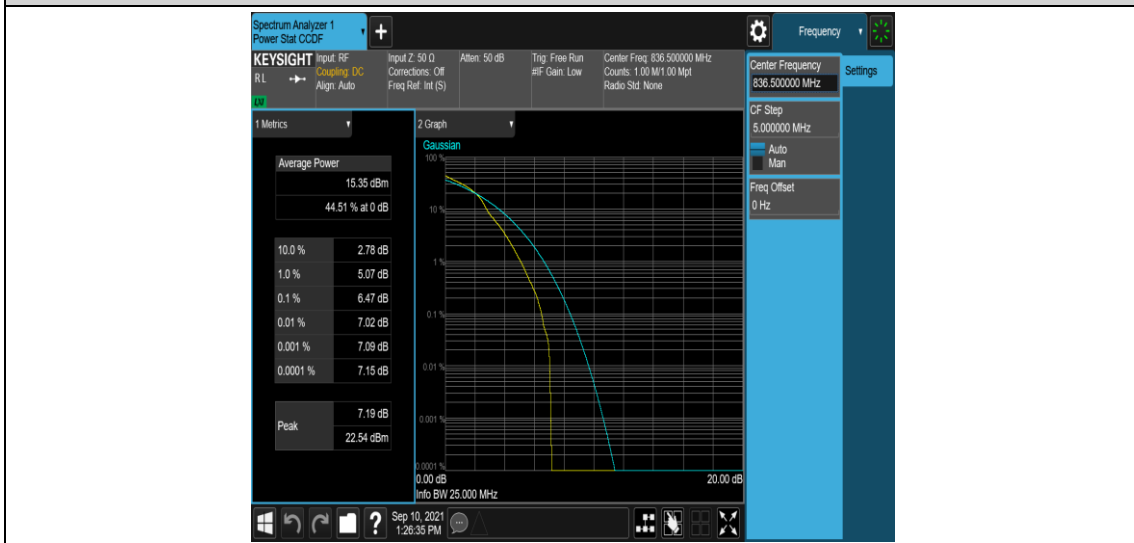 Spectrum Analyzer 1
Power Stat CCDF
Frequency
KEYSIGHT
RL
LXI
Input: RF
Coupling: DC
Align: Auto
Input Z: 50 Ω
Corrections: Off
Freq Ref: Int (S)
Atten: 50 dB
Trig: Free Run
#IF Gain: Low
Center Freq: 836.500000 MHz
Counts: 1.00 M/1.00 Mpt
Radio Std: None
Center Frequency
836.500000 MHz
Settings
CF Step
5.000000 MHz
Auto
Man
Freq Offset
0 Hz
1 Metrics
Average Power
15.35 dBm
44.51 % at 0 dB
10.0 % 2.78 dB
1.0 % 5.07 dB
0.1 % 6.47 dB
0.01 % 7.02 dB
0.001 % 7.09 dB
0.0001 % 7.15 dB
Peak
7.19 dB
22.54 dBm
2 Graph
Gaussian
100 %
10 %
1 %
0.1 %
0.01 %
0.001 %
0.0001 %
0.00 dB
20.00 dB
Info BW 25.000 MHz
?
Sep 10, 2021
1:26:35 PM